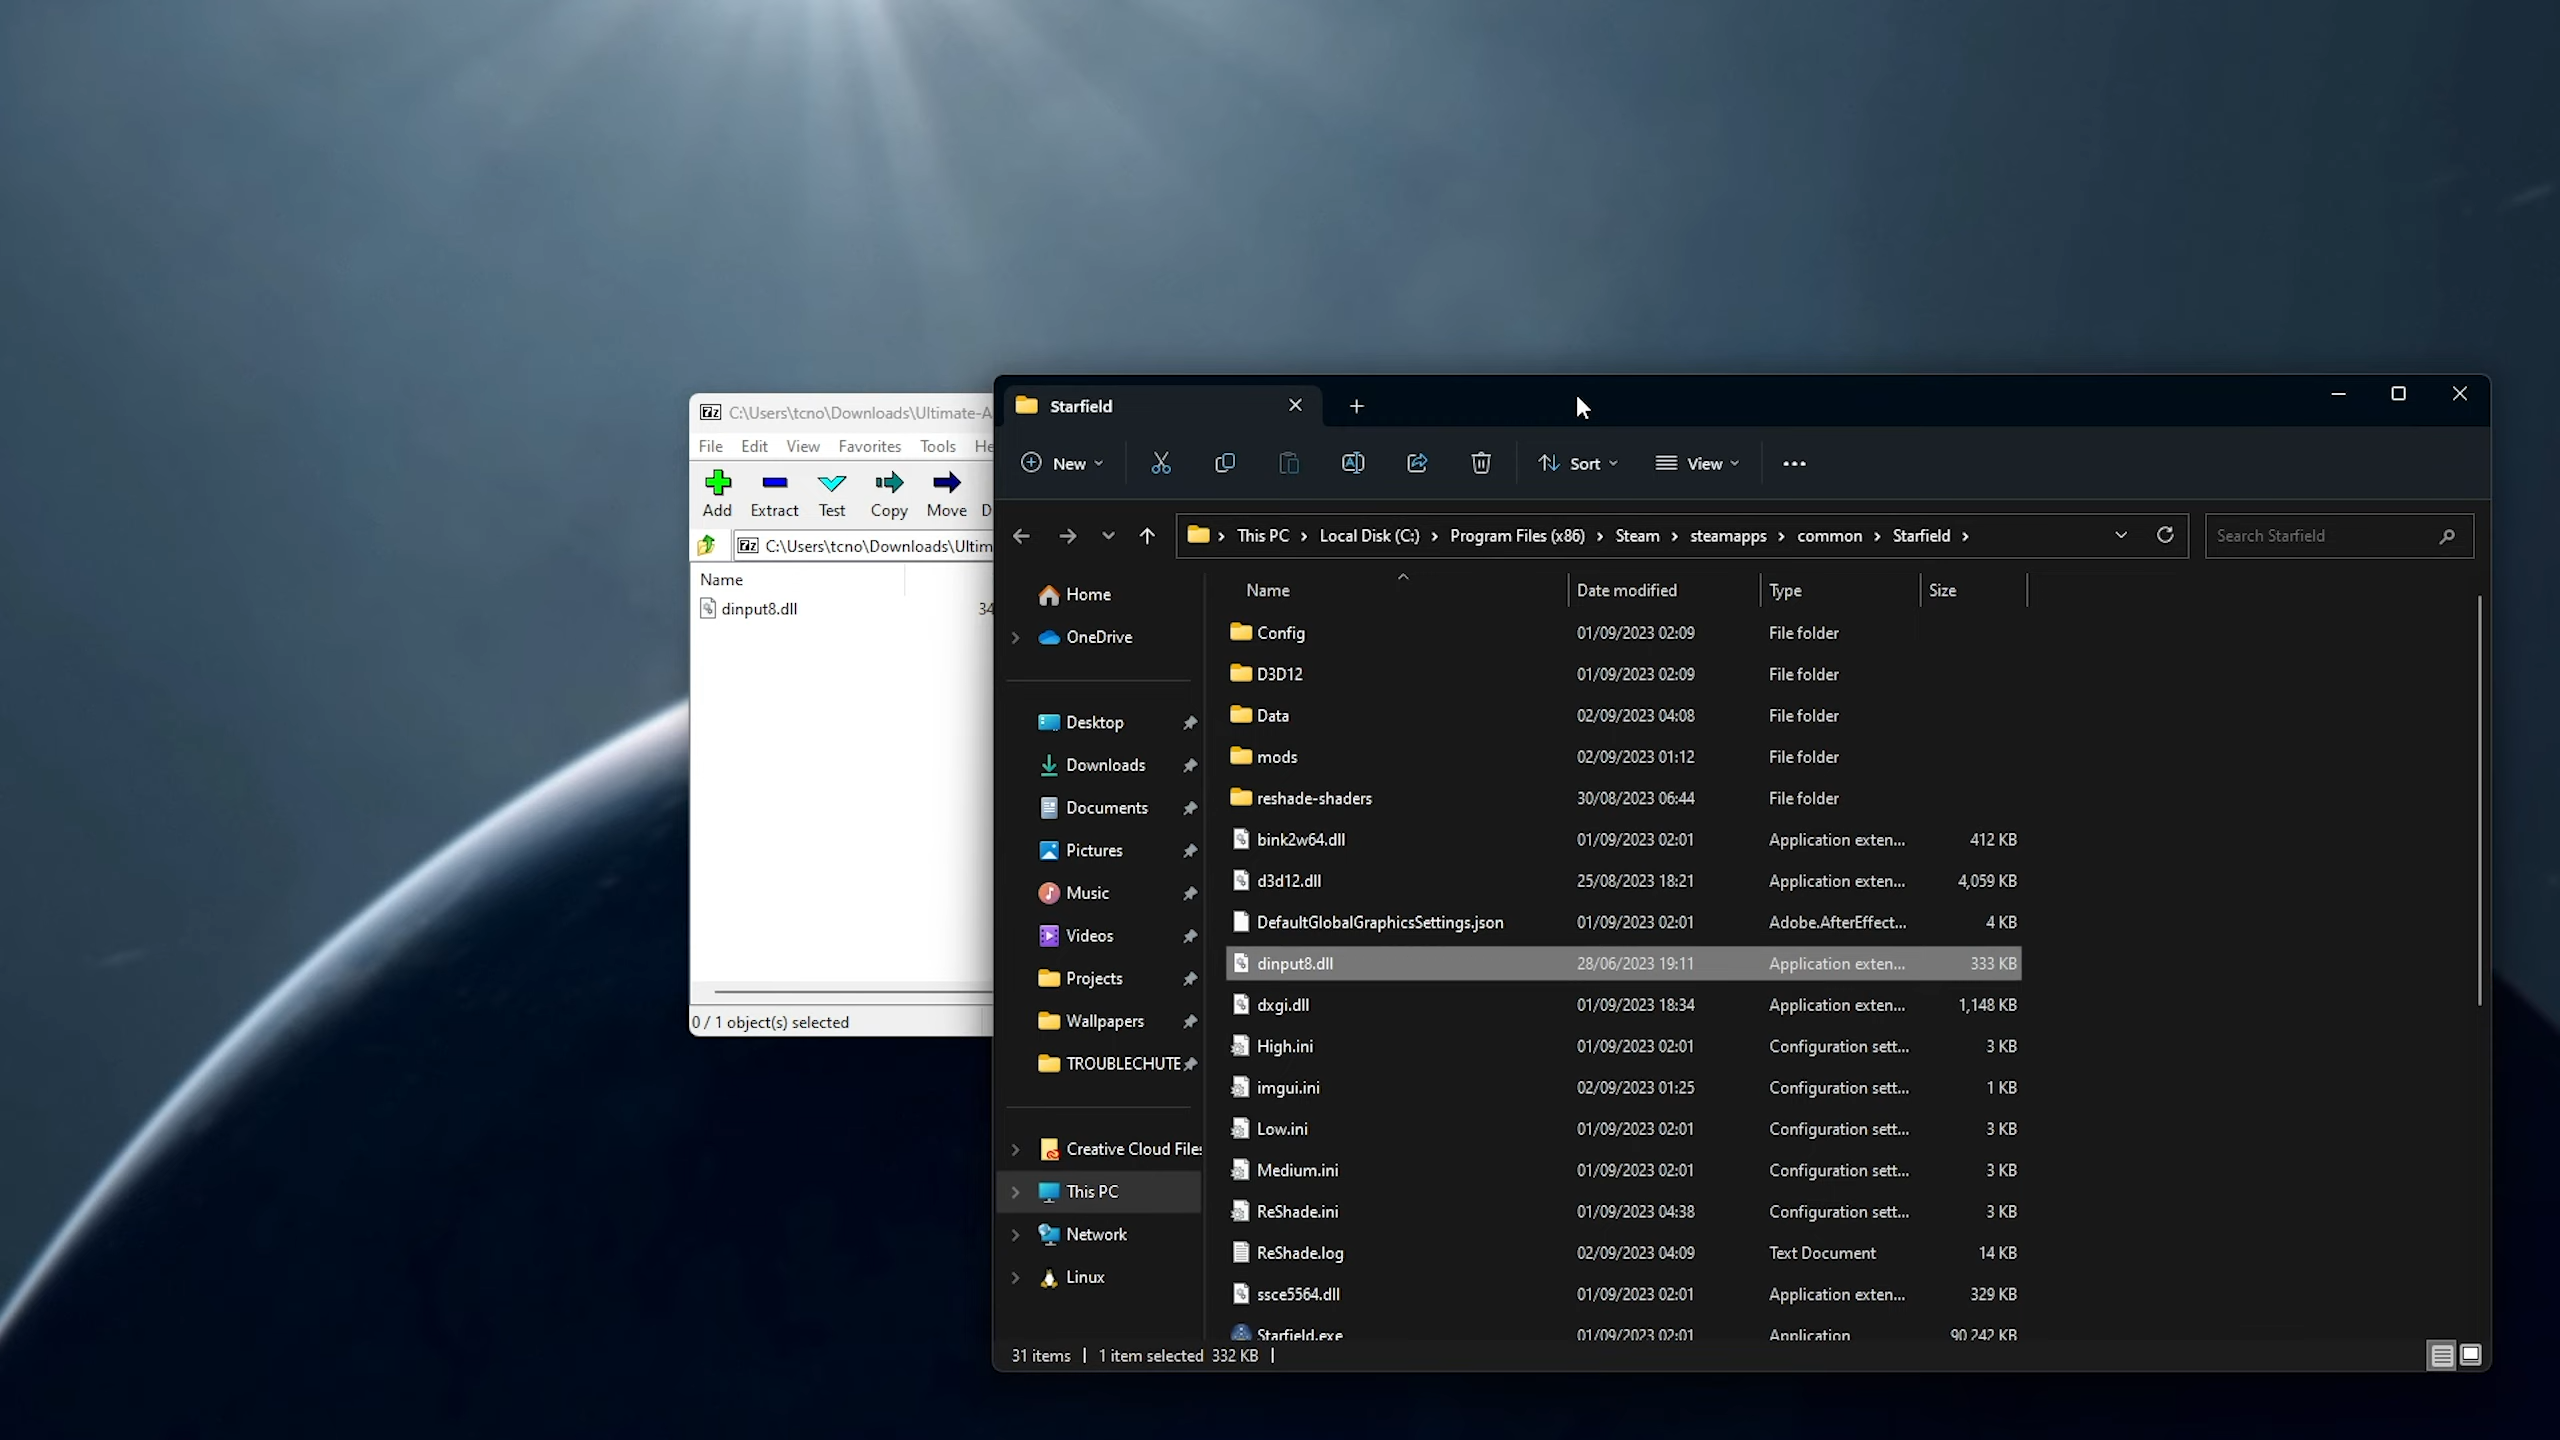 C:\Users\tcno\Downloads\Ultimate-A
File Edit View Favorites Tools He
Add Extract Test Copy Move D
C:\Users\tcno\Downloads\Ultim
Name
dinput8.dll 34
0 / 1 object(s) selected
Starfield
New Sort View
This PC Local Disk (C:) Program Files (x86) Steam steamapps common Starfield
Search Starfield
Home
OneDrive
Desktop
Downloads
Documents
Pictures
Music
Videos
Projects
Wallpapers
TROUBLECHUTE
Creative Cloud Files
This PC
Network
Linux
Name Date modified Type Size
Config 01/09/2023 02:09 File folder
D3D12 01/09/2023 02:09 File folder
Data 02/09/2023 04:08 File folder
mods 02/09/2023 01:12 File folder
reshade-shaders 30/08/2023 06:44 File folder
bink2w64.dll 01/09/2023 02:01 Application exten... 412 KB
d3d12.dll 25/08/2023 18:21 Application exten... 4,059 KB
DefaultGlobalGraphicsSettings.json 01/09/2023 02:01 Adobe.AfterEffect... 4 KB
dinput8.dll 28/06/2023 19:11 Application exten... 333 KB
dxgi.dll 01/09/2023 18:34 Application exten... 1,148 KB
High.ini 01/09/2023 02:01 Configuration sett... 3 KB
imgui.ini 02/09/2023 01:25 Configuration sett... 1 KB
Low.ini 01/09/2023 02:01 Configuration sett... 3 KB
Medium.ini 01/09/2023 02:01 Configuration sett... 3 KB
ReShade.ini 01/09/2023 04:38 Configuration sett... 3 KB
ReShade.log 02/09/2023 04:09 Text Document 14 KB
ssce5564.dll 01/09/2023 02:01 Application exten... 329 KB
Starfield.exe 01/09/2023 02:01 Application 90,242 KB
31 items 1 item selected 332 KB